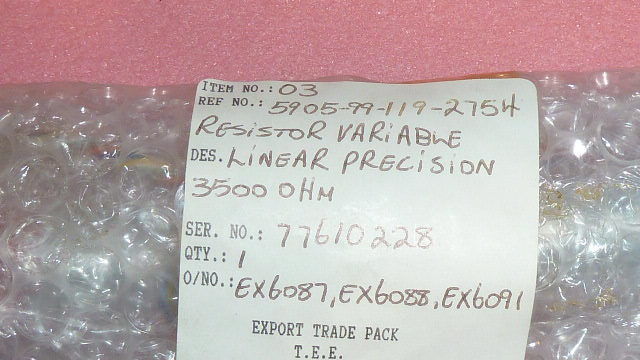 ITEM NO.: 03
REF NO.: 5905-99-119-2754
RESISTOR VARIABLE
DES. LINEAR PRECISION
3500 OHM
SER. NO.: 77610228
QTY.: 1
O/NO.: EX6087, EX6088, EX6091
EXPORT TRADE PACK
T.E.E.